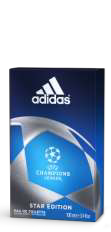 adidas
UEFA
CHAMPIONS
LEAGUE
STAR EDITION
EAU DE TOILETTE